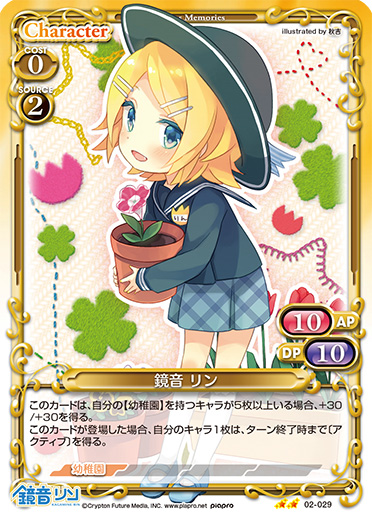 Memories
Character
illustrated by 秋吉
COST
0
SOURCE
2
りん
10 AP
DP 10
鏡音 リン
このカードは、自分の【幼稚園】を持つキャラが5枚以上いる場合、+30
/+30を得る。
このカードが登場した場合、自分のキャラ1枚は、ターン終了時まで〔ア
クティブ〕を得る。
幼稚園
鏡音リン
KAGAMINE RIN
©Crypton Future Media, INC. www.piapro.net piapro
02-029